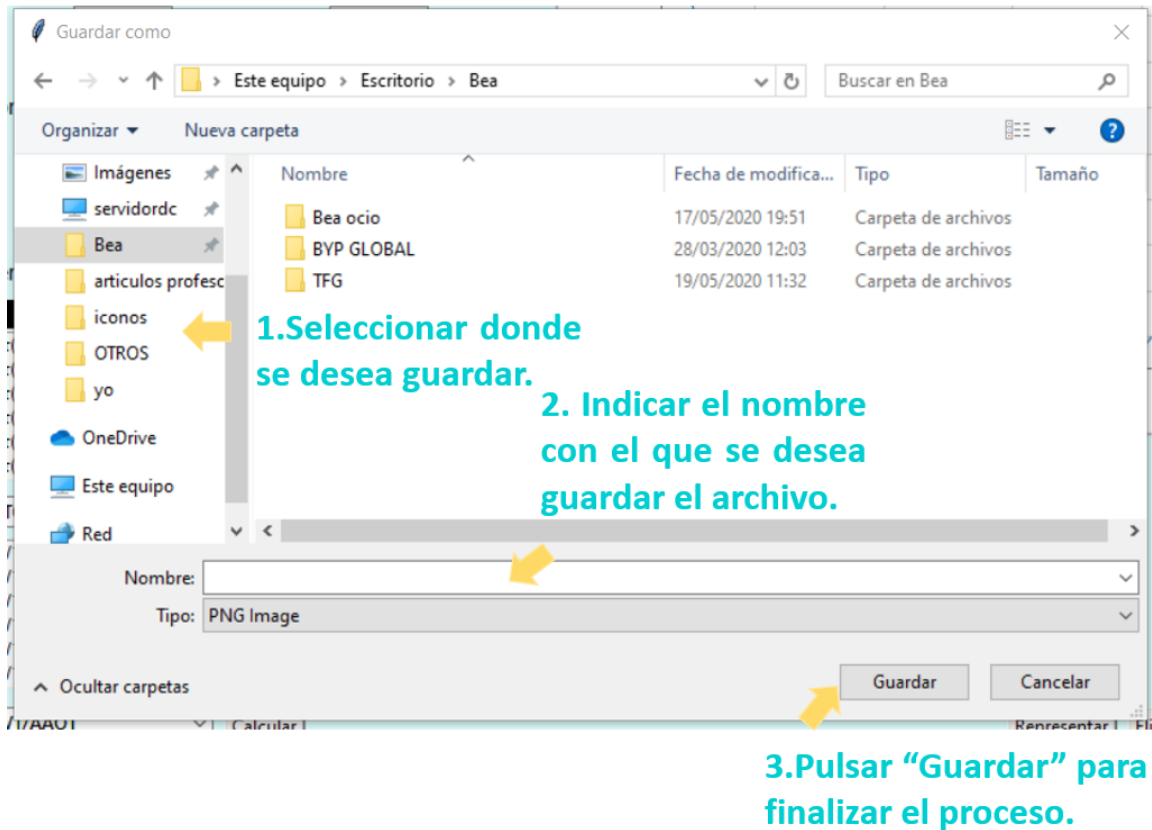 Guardar como
Este equipo > Escritorio > Bea
Buscar en Bea
Organizar
Nueva carpeta
Imágenes
servidordc
Bea
articulos profesc
iconos
OTROS
yo
OneDrive
Este equipo
Red
Nombre Fecha de modifica... Tipo Tamaño
Bea ocio 17/05/2020 19:51 Carpeta de archivos
BYP GLOBAL 28/03/2020 12:03 Carpeta de archivos
TFG 19/05/2020 11:32 Carpeta de archivos
1.Seleccionar donde
se desea guardar.
2. Indicar el nombre
con el que se desea
guardar el archivo.
Nombre:
Tipo: PNG Image
Ocultar carpetas
Guardar
Cancelar
Calcular
Representar
3.Pulsar “Guardar” para
finalizar el proceso.